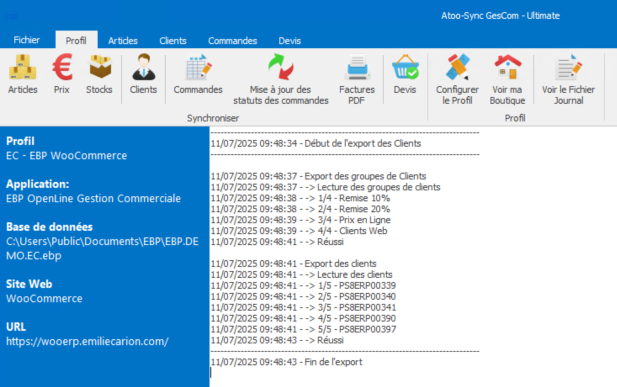 Atoo-Sync GesCom - Ultimate
Fichier Profil Articles Clients Commandes Devis
Articles Prix Stocks Clients Commandes Mise à jour des statuts des commandes Factures PDF Devis Configurer le Profil Voir ma Boutique Voir le Fichier Journal
Synchroniser Profil
Profil
EC - EBP WooCommerce
Application:
EBP OpenLine Gestion Commerciale
Base de données
C:\Users\Public\Documents\EBP\EBP.DE
MO.EC.ebp
Site Web
WooCommerce
URL
https://wooerp.emiliecarion.com/
11/07/2025 09:48:34 - Début de l'export des Clients
11/07/2025 09:48:37 - Export des groupes de Clients
11/07/2025 09:48:37 - --> Lecture des groupes de clients
11/07/2025 09:48:38 - --> 1/4 - Remise 10%
11/07/2025 09:48:38 - --> 2/4 - Remise 20%
11/07/2025 09:48:39 - --> 3/4 - Prix en Ligne
11/07/2025 09:48:39 - --> 4/4 - Clients Web
11/07/2025 09:48:41 - --> Réussi
11/07/2025 09:48:41 - Export des clients
11/07/2025 09:48:41 - --> Lecture des clients
11/07/2025 09:48:41 - --> 1/5 - PS8ERP00339
11/07/2025 09:48:41 - --> 2/5 - PS8ERP00340
11/07/2025 09:48:41 - --> 3/5 - PS8ERP00341
11/07/2025 09:48:41 - --> 4/5 - PS8ERP00390
11/07/2025 09:48:41 - --> 5/5 - PS8ERP00397
11/07/2025 09:48:43 - --> Réussi
11/07/2025 09:48:43 - Fin de l'export